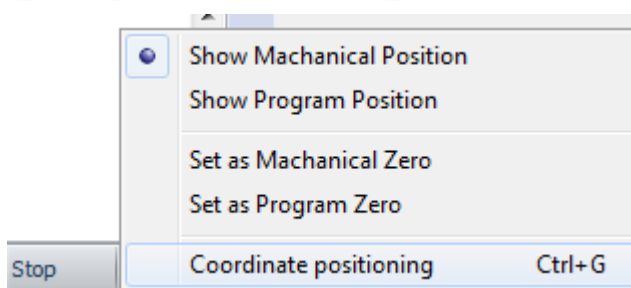 Show Machanical Position
Show Program Position
Set as Machanical Zero
Set as Program Zero
Stop
Coordinate positioning Ctrl+G